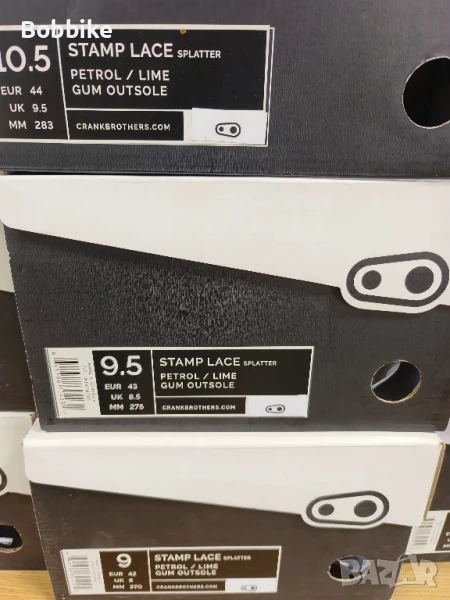 Bobbike
10.5
EUR 44
UK 9.5
MM 283
STAMP LACE SPLATTER
PETROL / LIME
GUM OUTSOLE
CRANKBROTHERS.COM
9.5
EUR 43
UK 8.5
MM 275
STAMP LACE SPLATTER
PETROL / LIME
GUM OUTSOLE
CRANKBROTHERS.COM
9
EUR 42
UK 8
MM 270
STAMP LACE SPLATTER
PETROL / LIME
GUM OUTSOLE
CRANKBROTHERS.COM
bazar